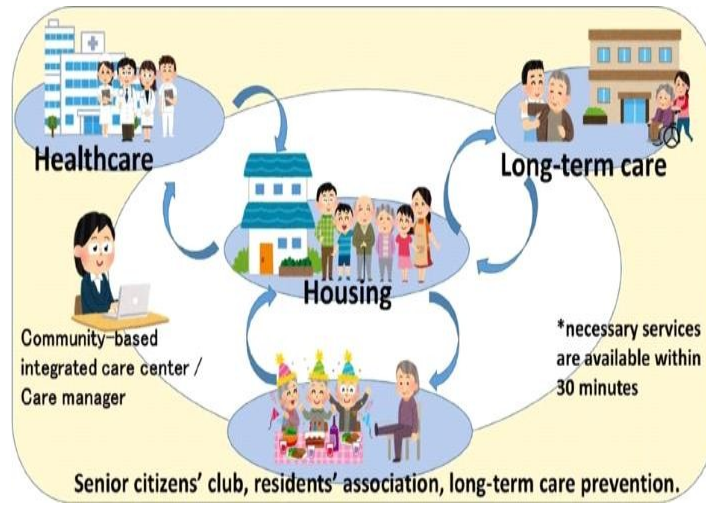 Healthcare
Long-term care
Housing
Community-based
integrated care center /
Care manager
*necessary services
are available within
30 minutes
Senior citizens' club, residents' association, long-term care prevention.